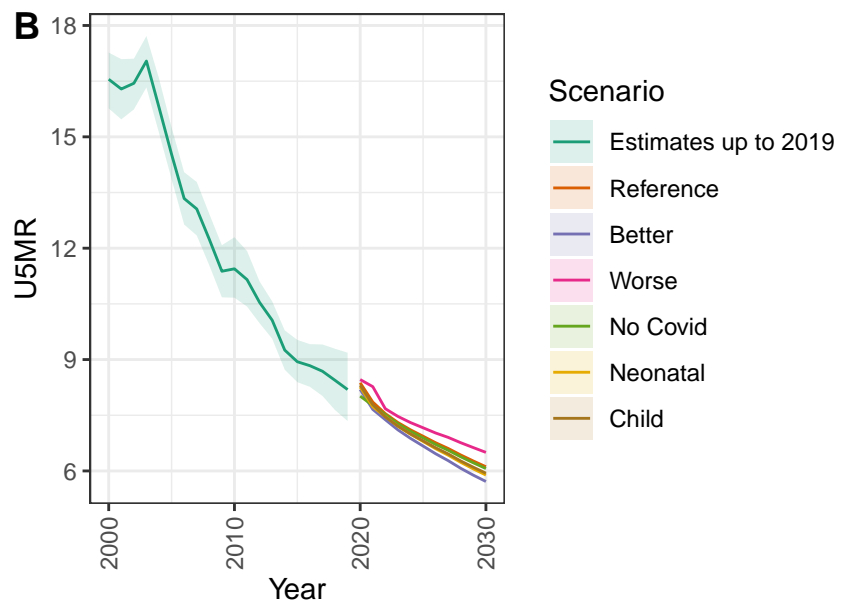 B
U5MR
18
15
12
9
6
2000
2010
2020
2030
Year
Scenario
Estimates up to 2019
Reference
Better
Worse
No Covid
Neonatal
Child